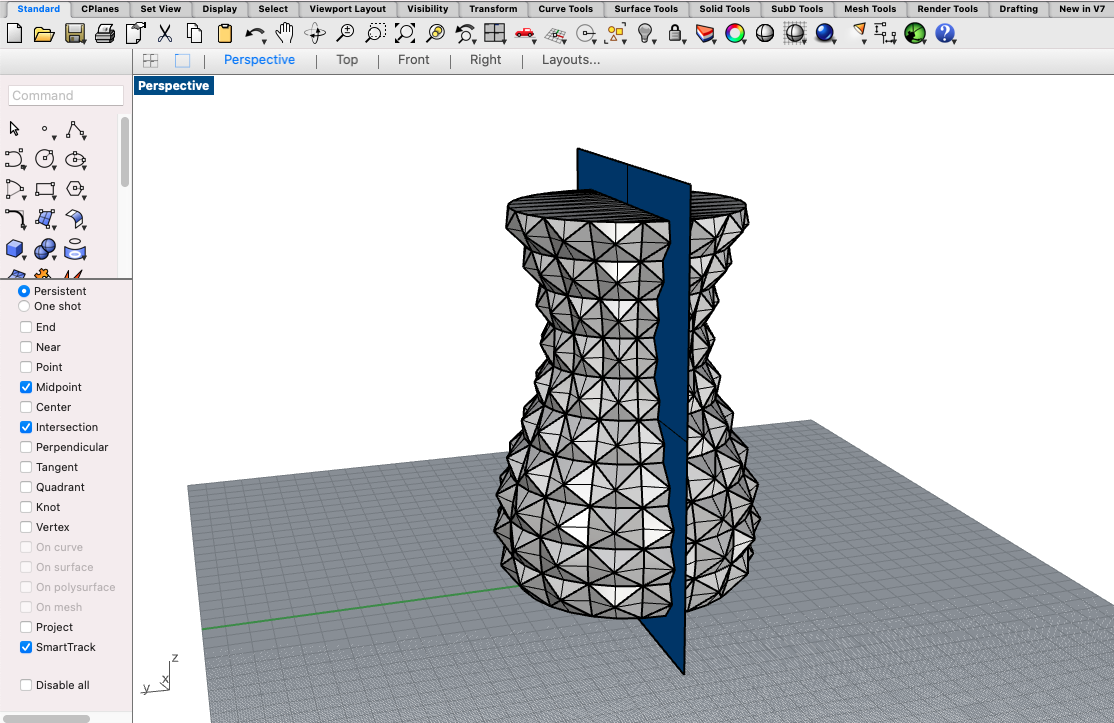 Standard CPlanes Set View Display Select Viewport Layout Visibility Transform Curve Tools Surface Tools Solid Tools SubD Tools Mesh Tools Render Tools Drafting New in V7
Perspective | Top | Front | Right | Layouts...
Perspective
Command
Persistent
One shot
End
Near
Point
Midpoint
Center
Intersection
Perpendicular
Tangent
Quadrant
Knot
Vertex
On curve
On surface
On polysurface
On mesh
Project
SmartTrack
Disable all
z
x
y